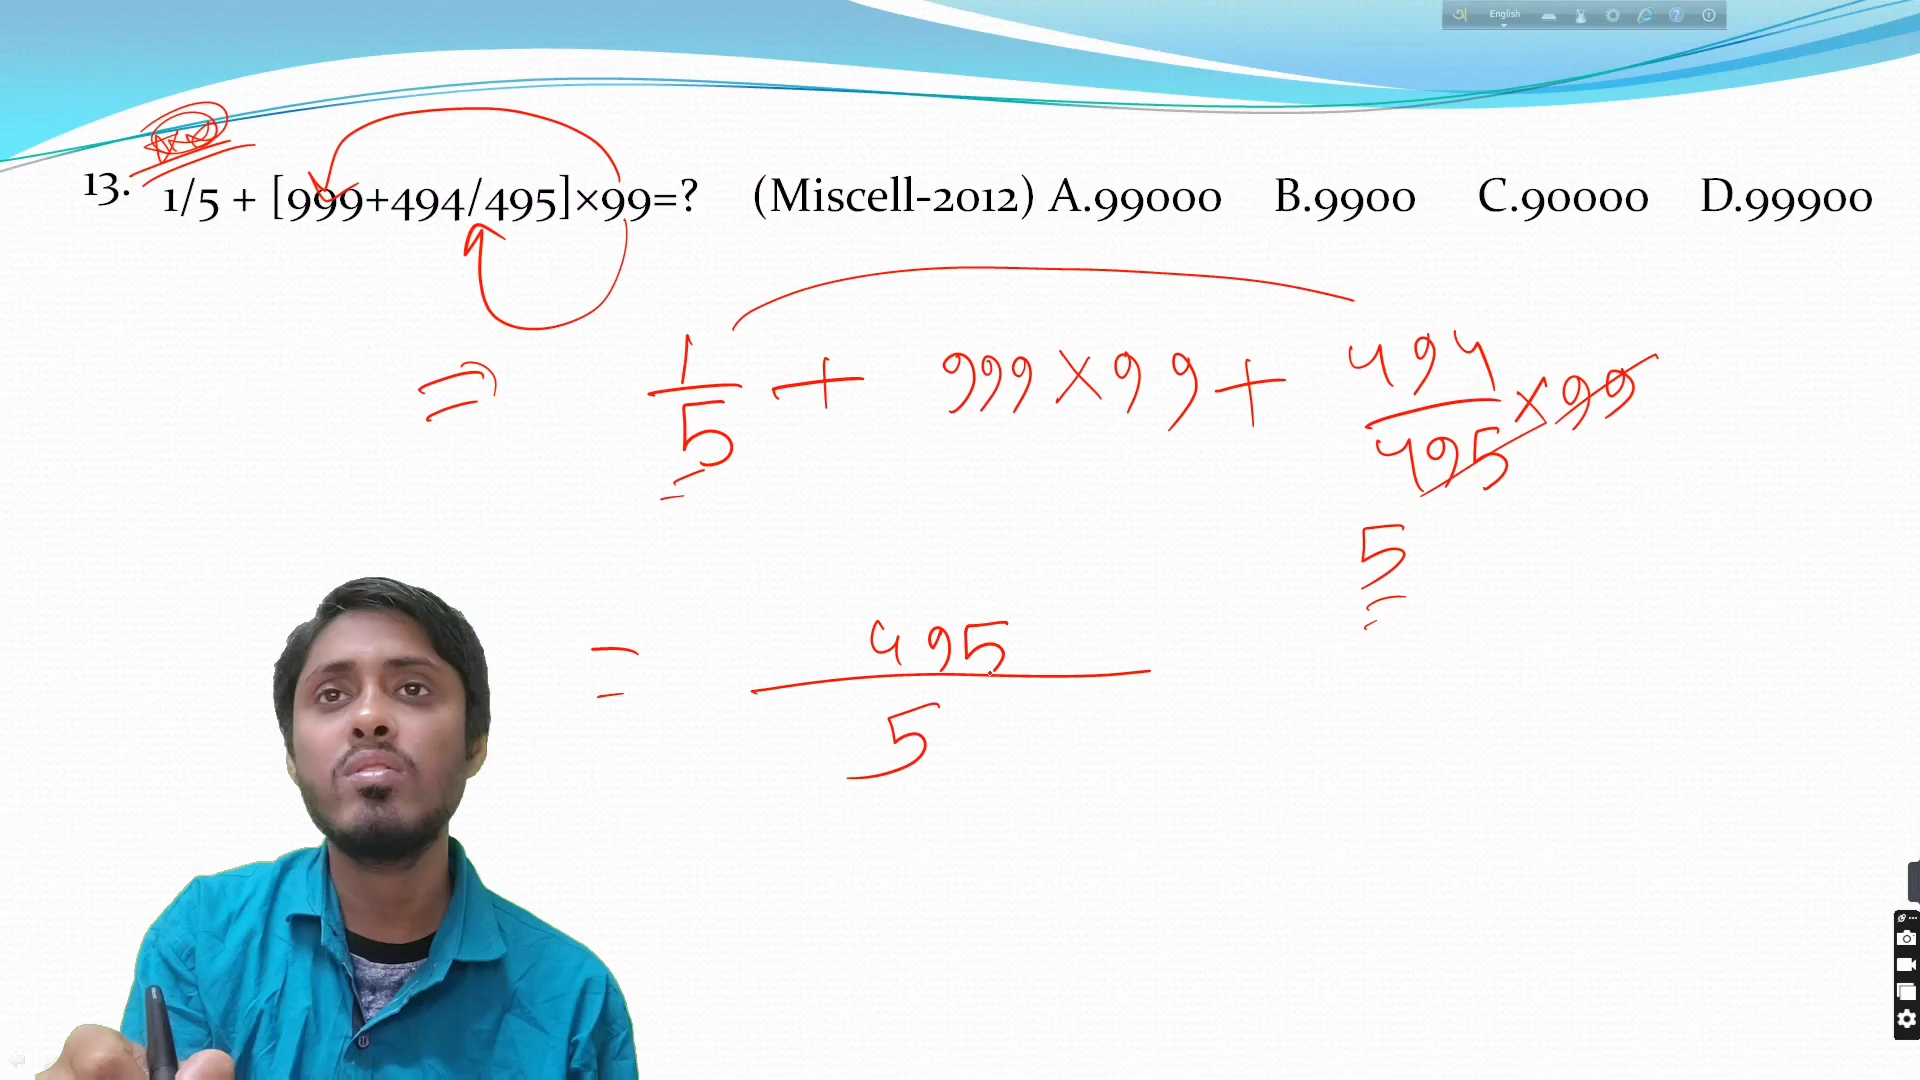 English
13. 1/5 + [999+494/495]×99=? (Miscell-2012) A.99000 B.9900 C.90000 D.99900
= 1/5 + 999×99+ 494/495 ×99
5
= 495/5